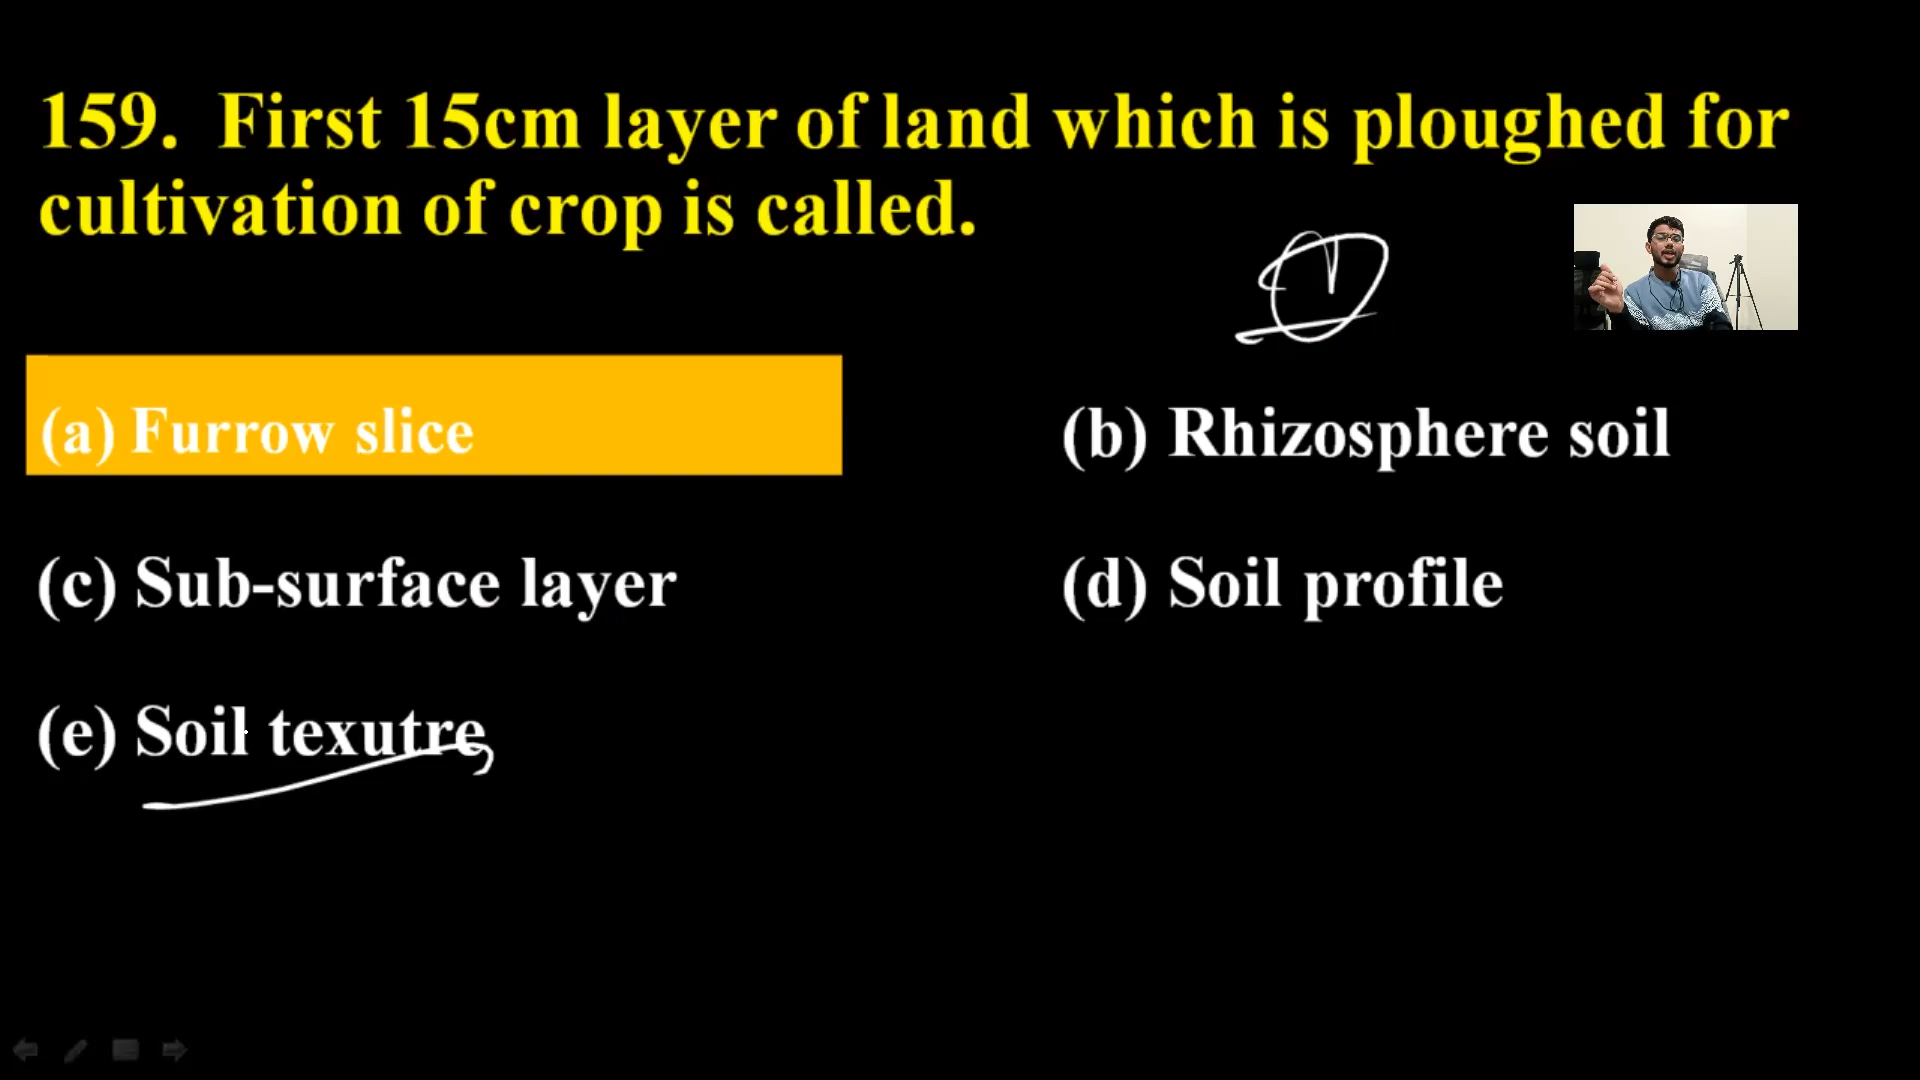 159. First 15cm layer of land which is ploughed for
cultivation of crop is called.
(a) Furrow slice
(b) Rhizosphere soil
(c) Sub-surface layer
(d) Soil profile
(e) Soil texutre